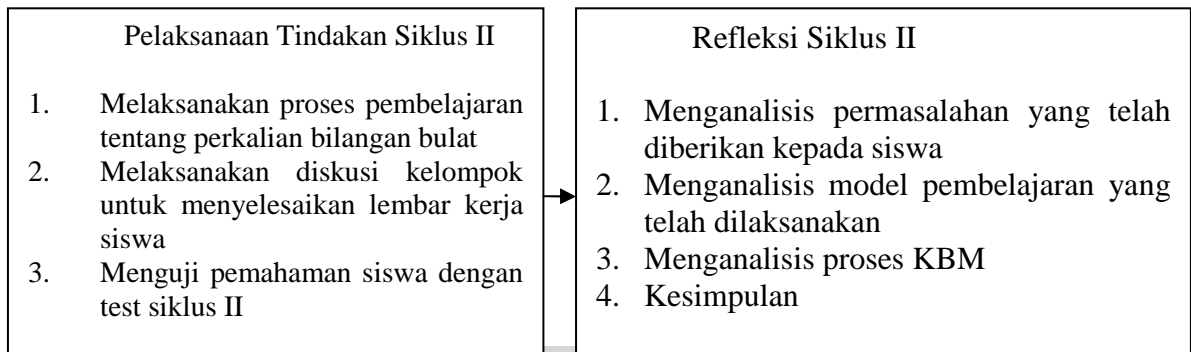 Pelaksanaan Tindakan Siklus II
1. Melaksanakan proses pembelajaran
tentang perkalian bilangan bulat
2. Melaksanakan diskusi kelompok
untuk menyelesaikan lembar kerja
siswa
3. Menguji pemahaman siswa dengan
test siklus II
Refleksi Siklus II
1. Menganalisis permasalahan yang telah
diberikan kepada siswa
2. Menganalisis model pembelajaran yang
telah dilaksanakan
3. Menganalisis proses KBM
4. Kesimpulan